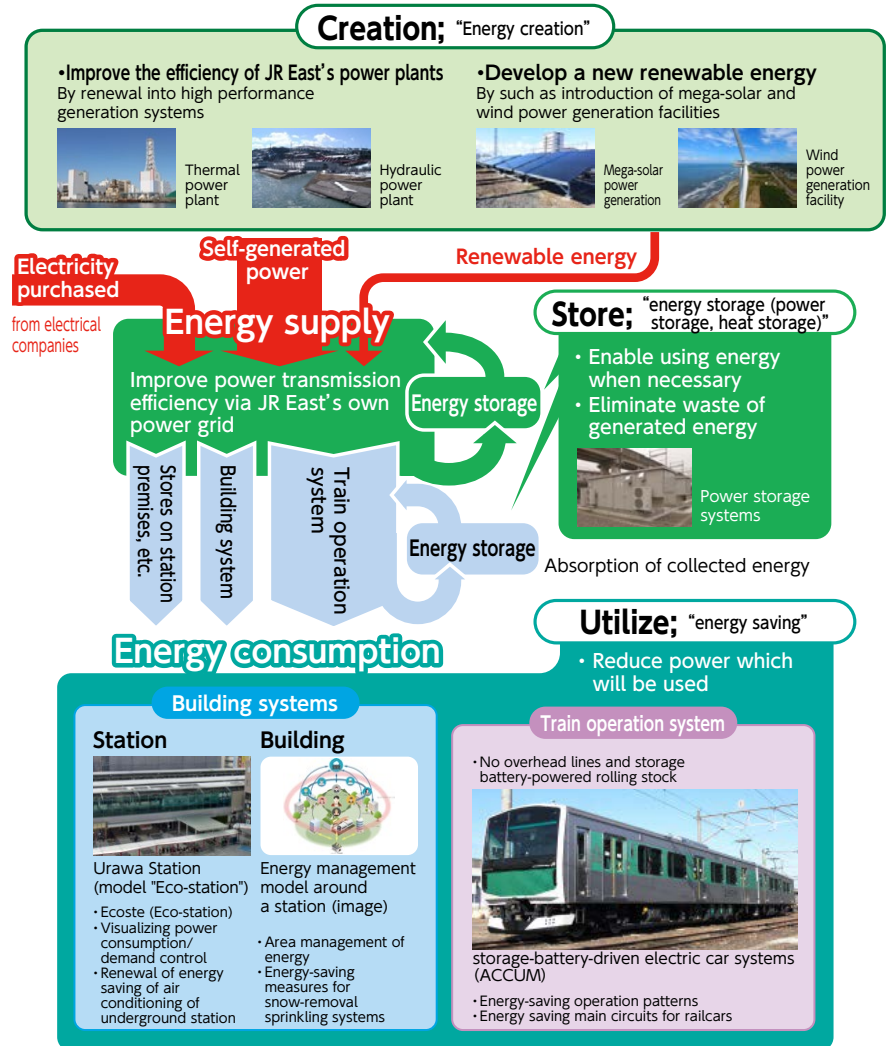 Creation; “Energy creation”
•Improve the efficiency of JR East’s power plants
By renewal into high performance
generation systems
Thermal
power
plant
Hydraulic
power
plant
•Develop a new renewable energy
By such as introduction of mega-solar and
wind power generation facilities
Mega-solar
power
generation
Wind
power
generation
facility
Electricity
purchased
from electrical
companies
Self-generated
power
Renewable energy
Energy supply
Improve power transmission
efficiency via JR East’s own
power grid
Energy storage
Store; “energy storage (power
storage, heat storage)”
• Enable using energy
when necessary
• Eliminate waste of
generated energy
Power storage
systems
Stores on station
premises, etc.
Building system
Train operation
system
Energy storage
Absorption of collected energy
Energy consumption
Utilize; “energy saving”
• Reduce power which
will be used
Building systems
Station
Urawa Station
(model "Eco-station")
• Ecoste (Eco-station)
• Visualizing power
consumption/
demand control
• Renewal of energy
saving of air
conditioning of
underground station
Building
Energy management
model around
a station (image)
• Area management of
energy
• Energy-saving
measures for
snow-removal
sprinkling systems
Train operation system
• No overhead lines and storage
battery-powered rolling stock
storage-battery-driven electric car systems
(ACCUM)
• Energy-saving operation patterns
• Energy saving main circuits for railcars